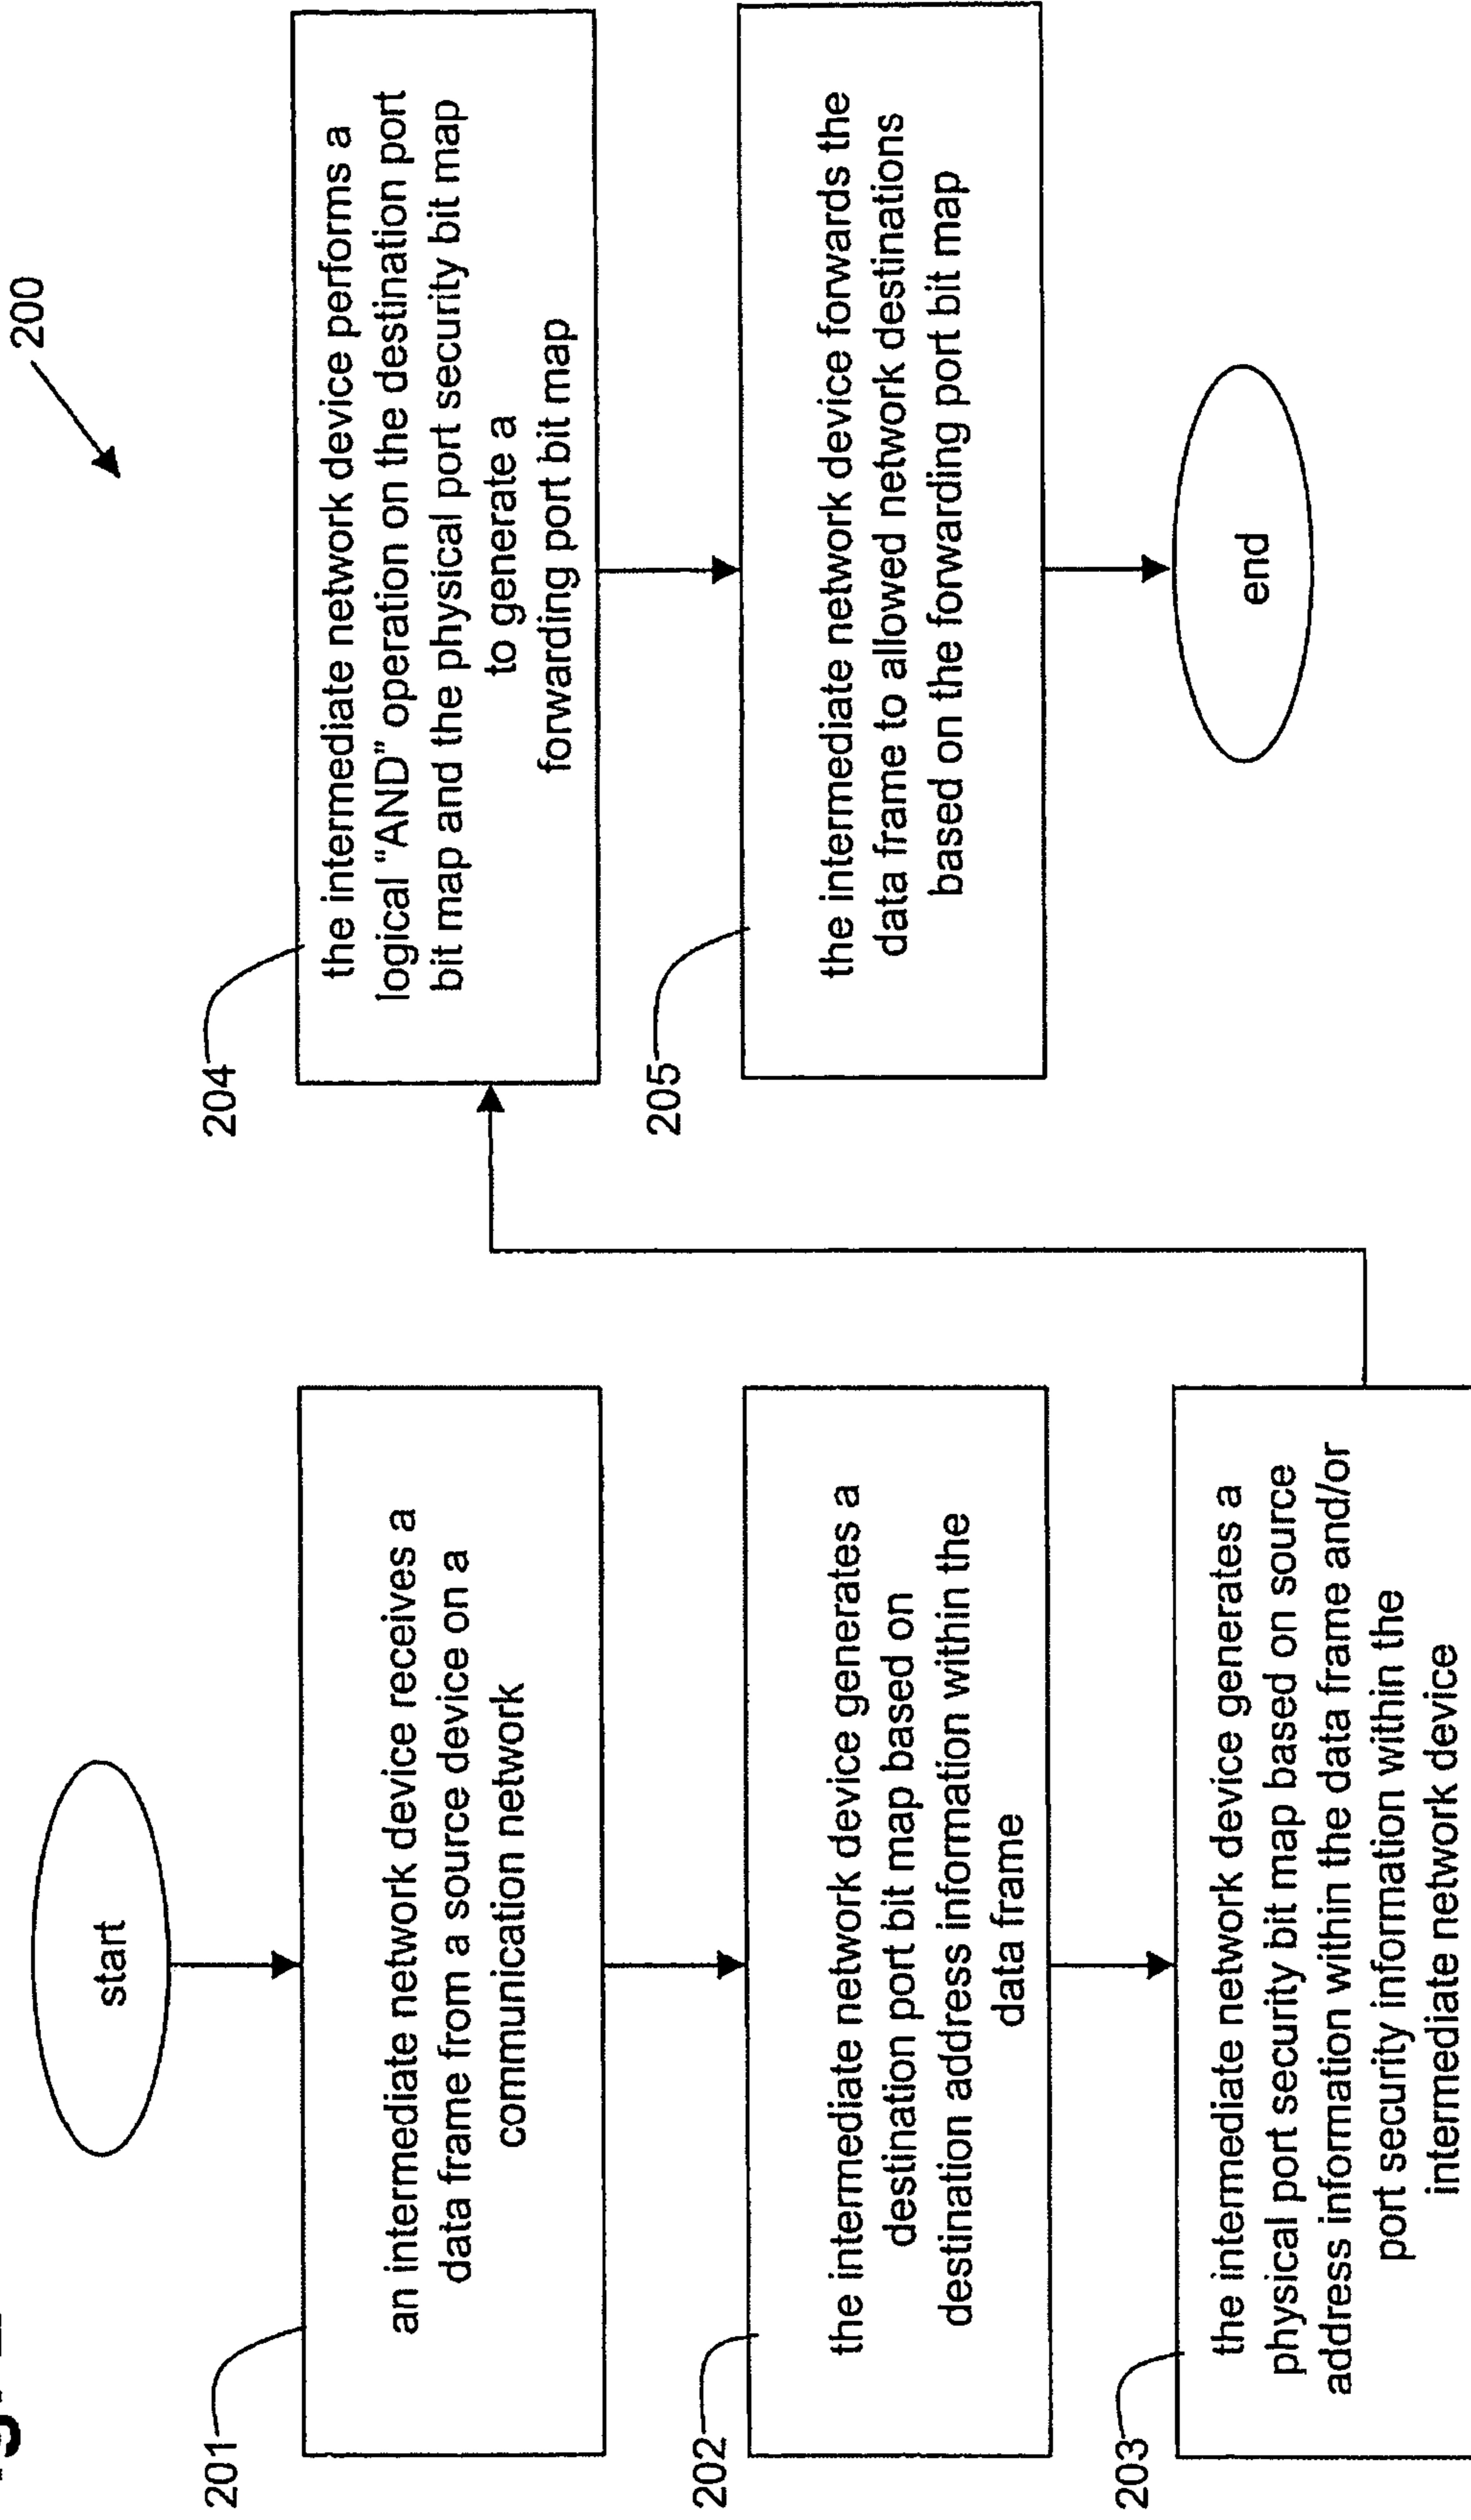 200
start
201
an intermediate network device receives a
data frame from a source device on a
communication network
202
the intermediate network device generates a
destination port bit map based on
destination address information within the
data frame
203
the intermediate network device generates a
physical port security bit map based on source
address information within the data frame and/or
port security information within the
intermediate network device
204
the intermediate network device performs a
logical "AND" operation on the destination port
bit map and the physical port security bit map
to generate a
forwarding port bit map
205
the intermediate network device forwards the
data frame to allowed network destinations
based on the forwarding port bit map
end